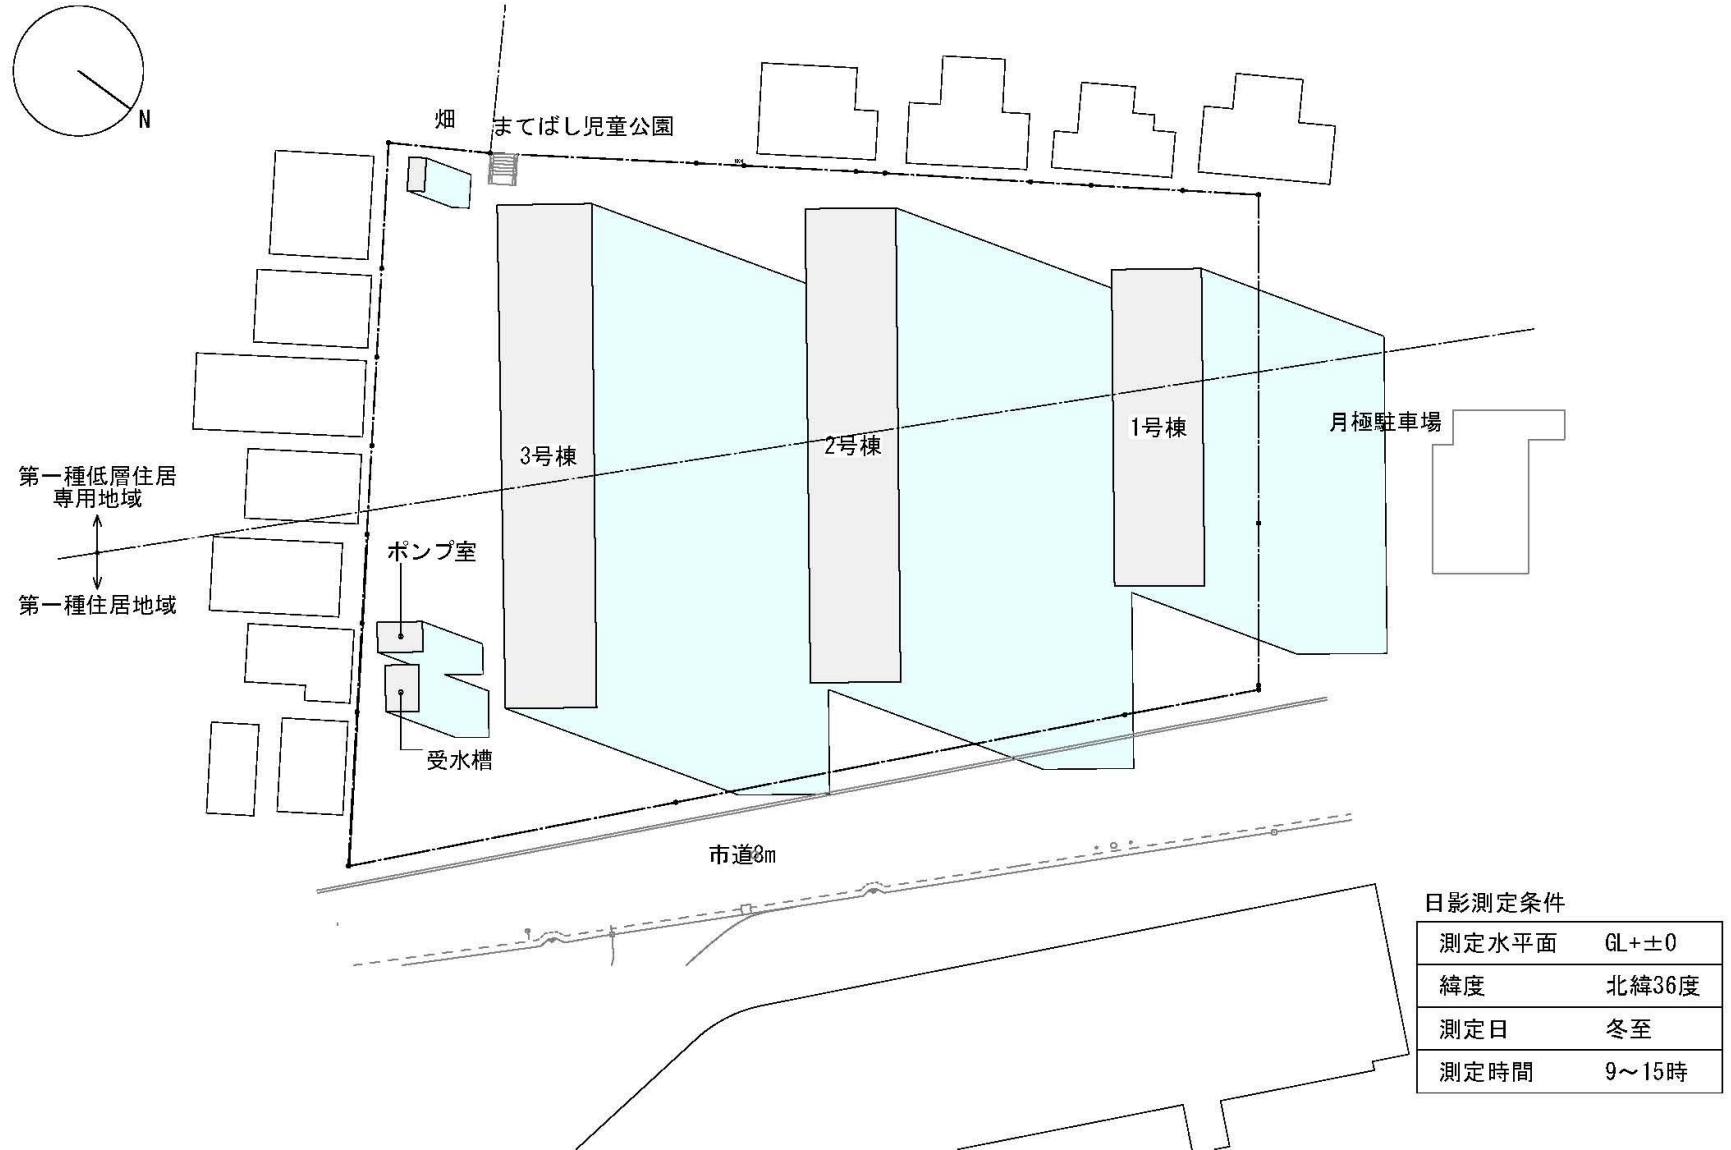 N
畑
まてばし児童公園
3号棟
2号棟
1号棟
月極駐車場
第一種低層住居
専用地域
第一種住居地域
ポンプ室
受水槽
市道8m
日影測定条件
測定水平面 GL+±0
緯度 北緯36度
測定日 冬至
測定時間 9～15時